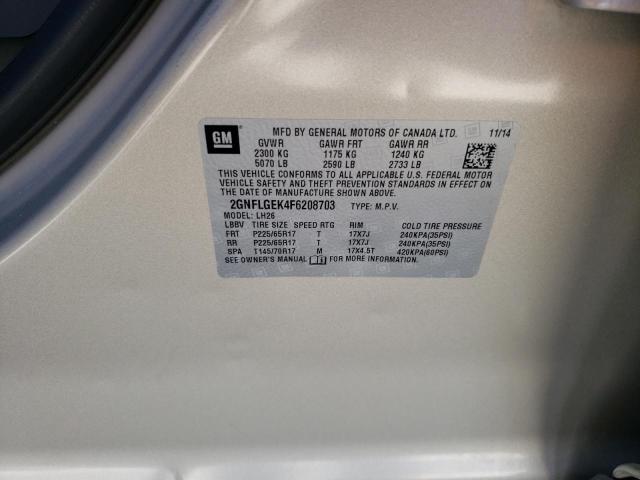 GM
MFD BY GENERAL MOTORS OF CANADA LTD. 11/14
GVWR GAWR FRT GAWR RR
2300 KG 1175 KG 1240 KG
5070 LB 2590 LB 2733 LB
THIS VEHICLE CONFORMS TO ALL APPLICABLE U.S. FEDERAL MOTOR
VEHICLE SAFETY AND THEFT PREVENTION STANDARDS IN EFFECT ON
THE DATE OF MANUFACTURE SHOWN ABOVE.
2GNFLGEK4F6208703 TYPE: M.P.V.
MODEL: LH26
LBBV TIRE SIZE SPEED RTG RIM COLD TIRE PRESSURE
FRT P225/65R17 T 17X7J 240KPA(35PSI)
RR P225/65R17 T 17X7J 240KPA(35PSI)
SPA T145/70R17 M 17X4.5T 420KPA(60PSI)
SEE OWNER'S MANUAL FOR MORE INFORMATION.